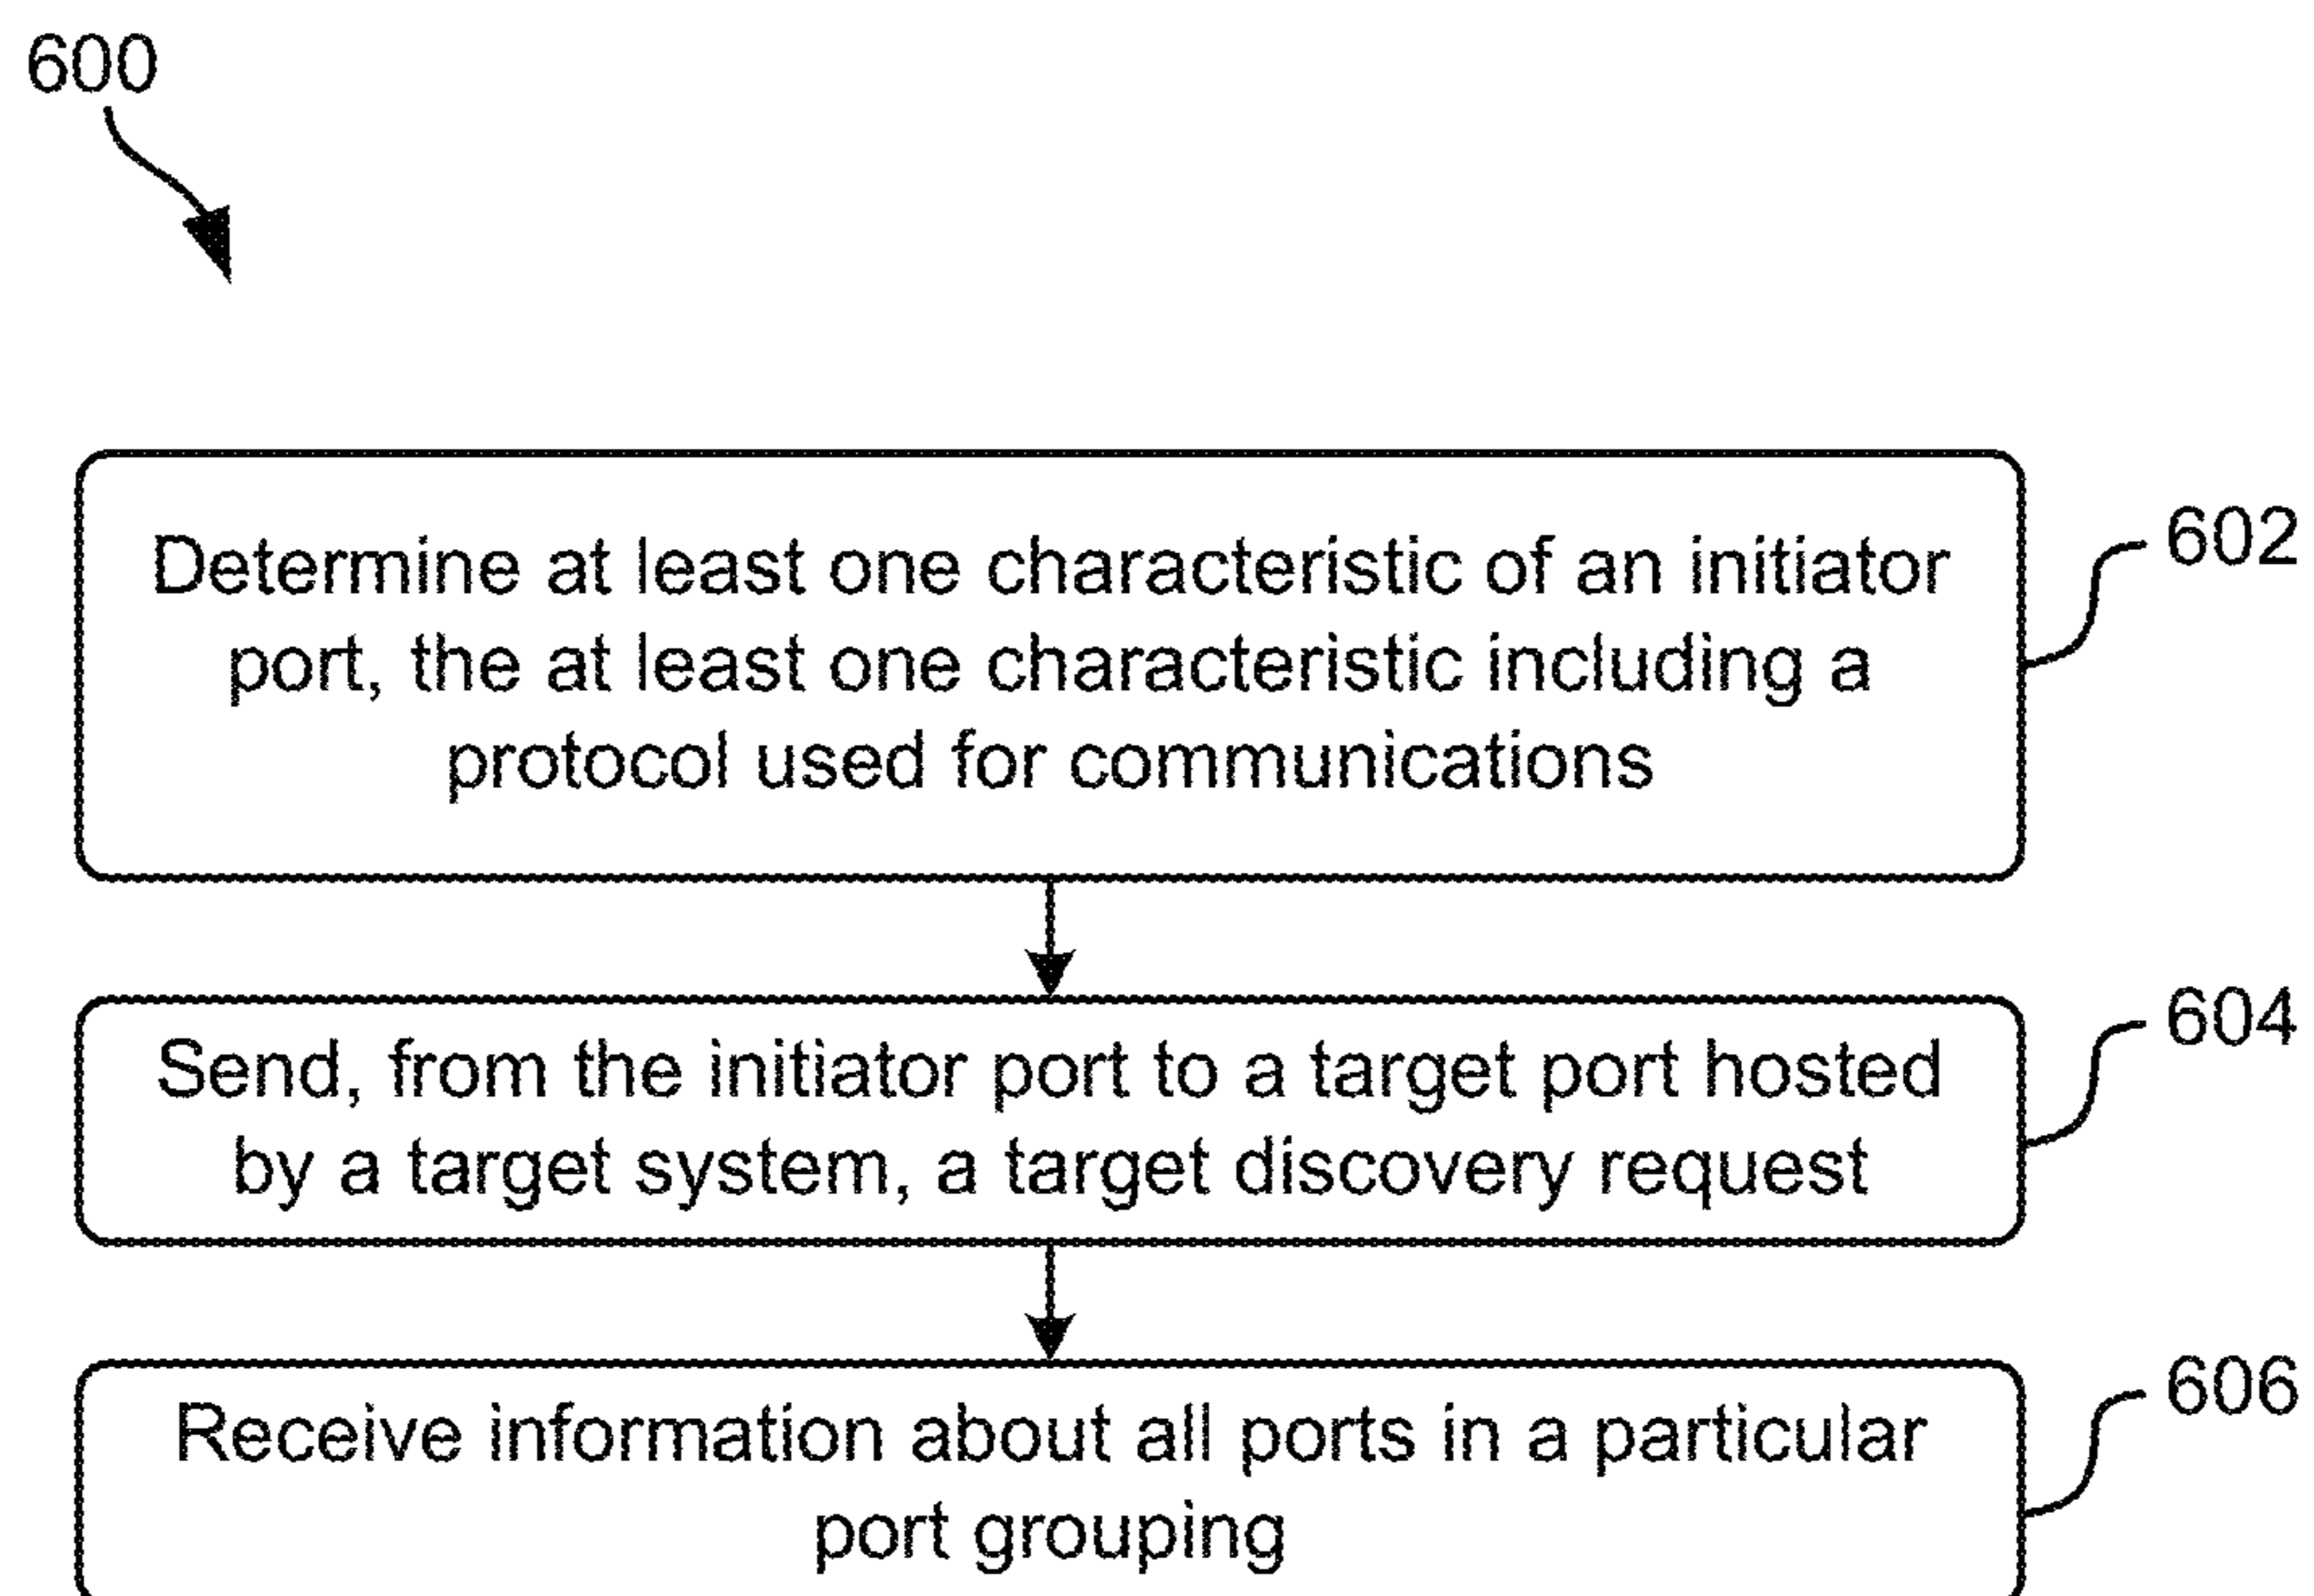 600
Determine at least one characteristic of an initiator
port, the at least one characteristic including a
protocol used for communications
602
Send, from the initiator port to a target port hosted
by a target system, a target discovery request
604
Receive information about all ports in a particular
port grouping
606